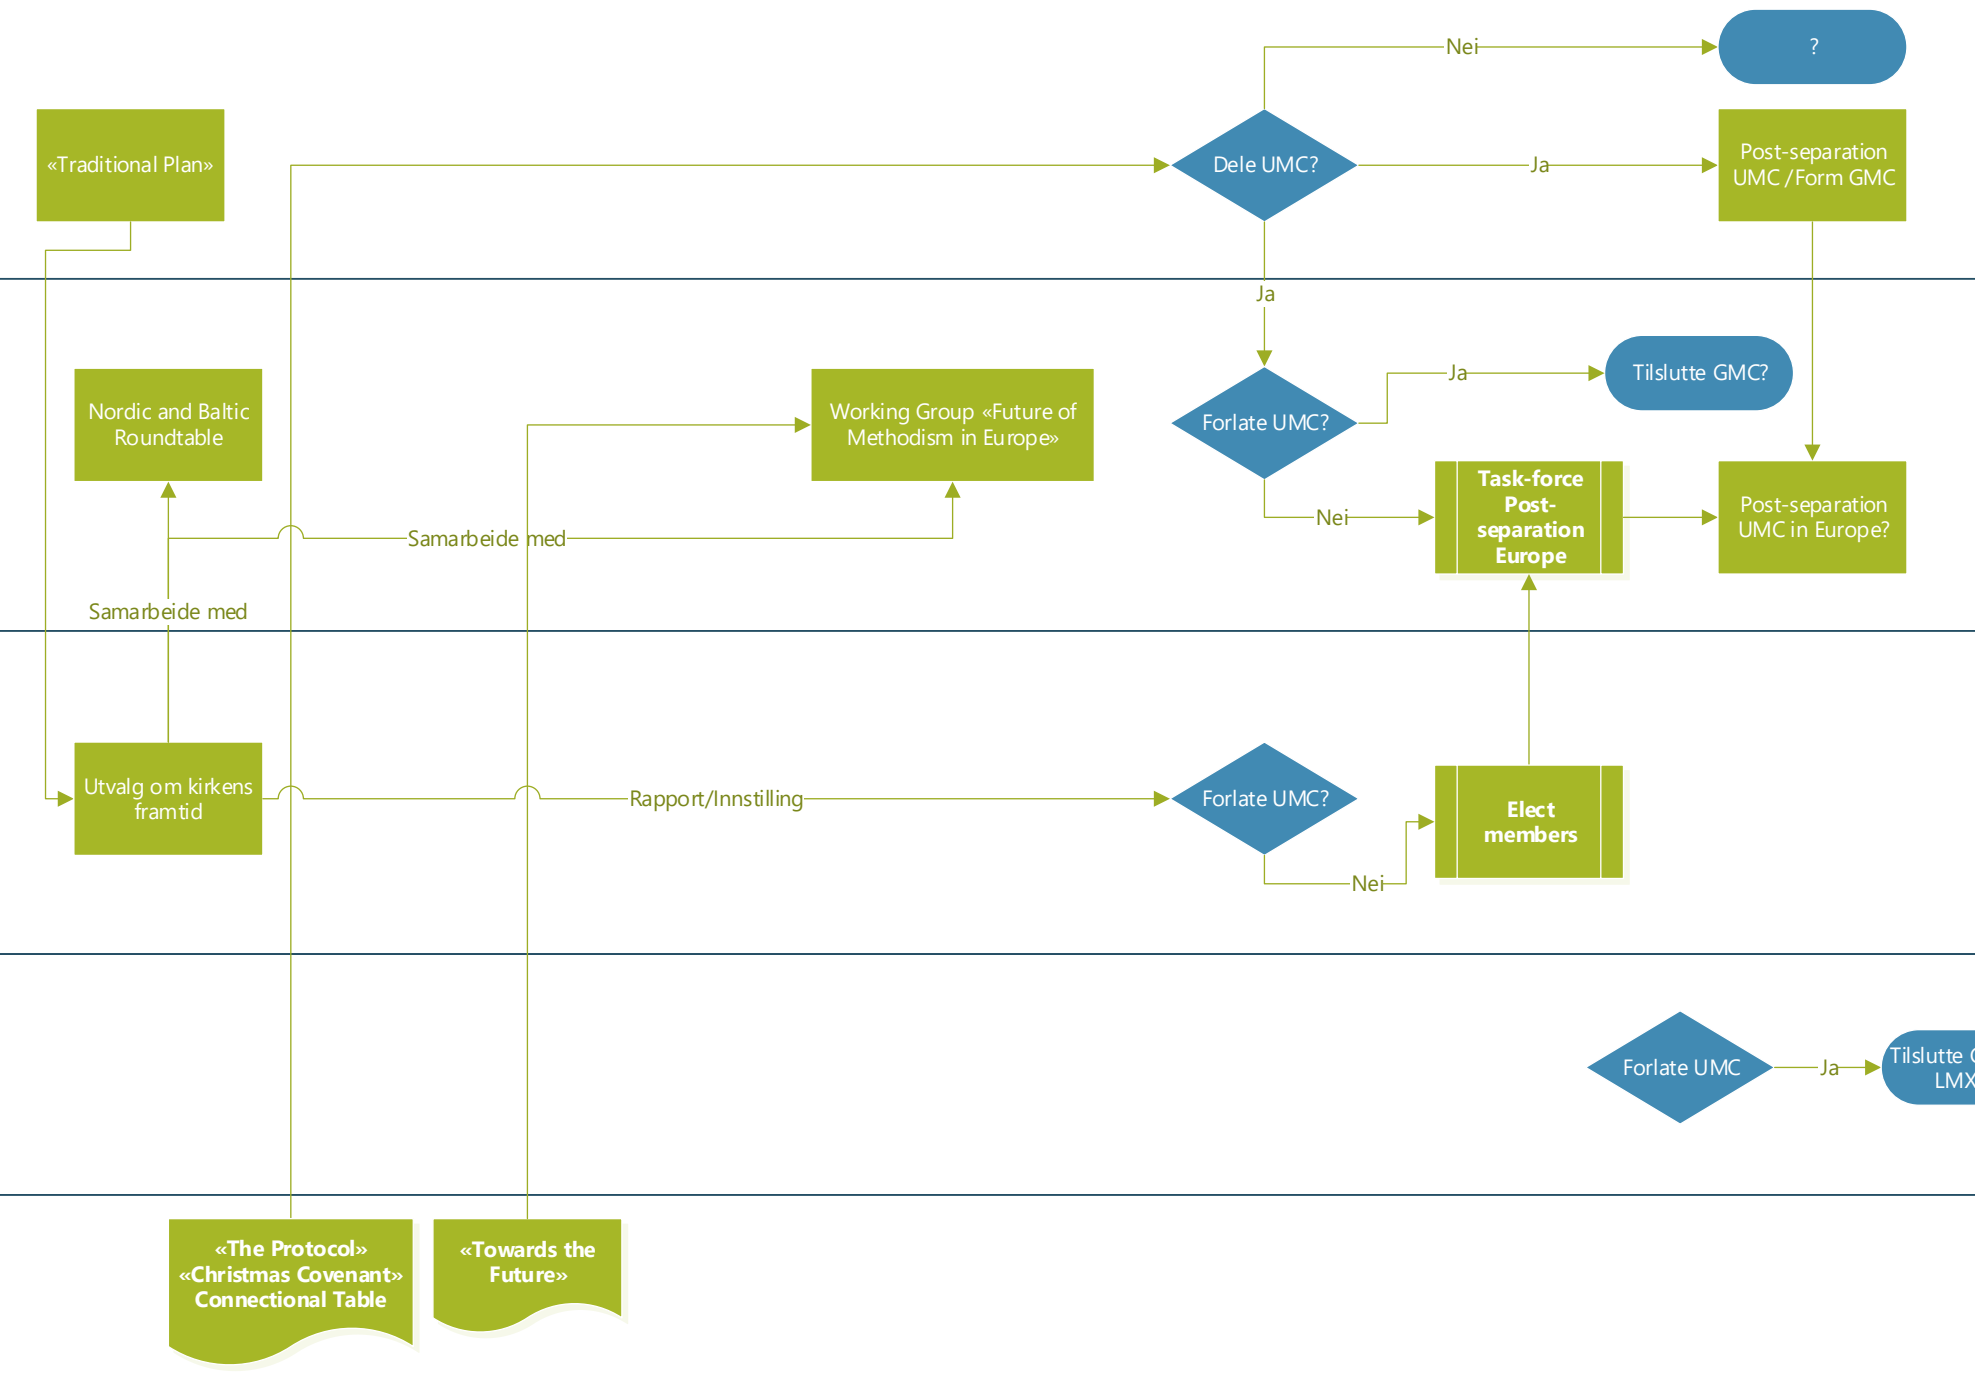 Nei
?
«Traditional Plan»
Dele UMC?
Ja
Post-separation
UMC /Form GMC
Ja
Nordic and Baltic
Roundtable
Working Group «Future of
Methodism in Europe»
Forlate UMC?
Ja
Tilslutte GMC?
Samarbeide med
Nei
Task-force
Post-
separation
Europe
Post-separation
UMC in Europe?
Samarbeide med
Utvalg om kirkens
framtid
Rapport/Innstilling
Forlate UMC?
Elect
members
Nei
Forlate UMC
Ja
Tilslutte
LMX
«The Protocol»
«Christmas Covenant»
Connectional Table
«Towards the
Future»